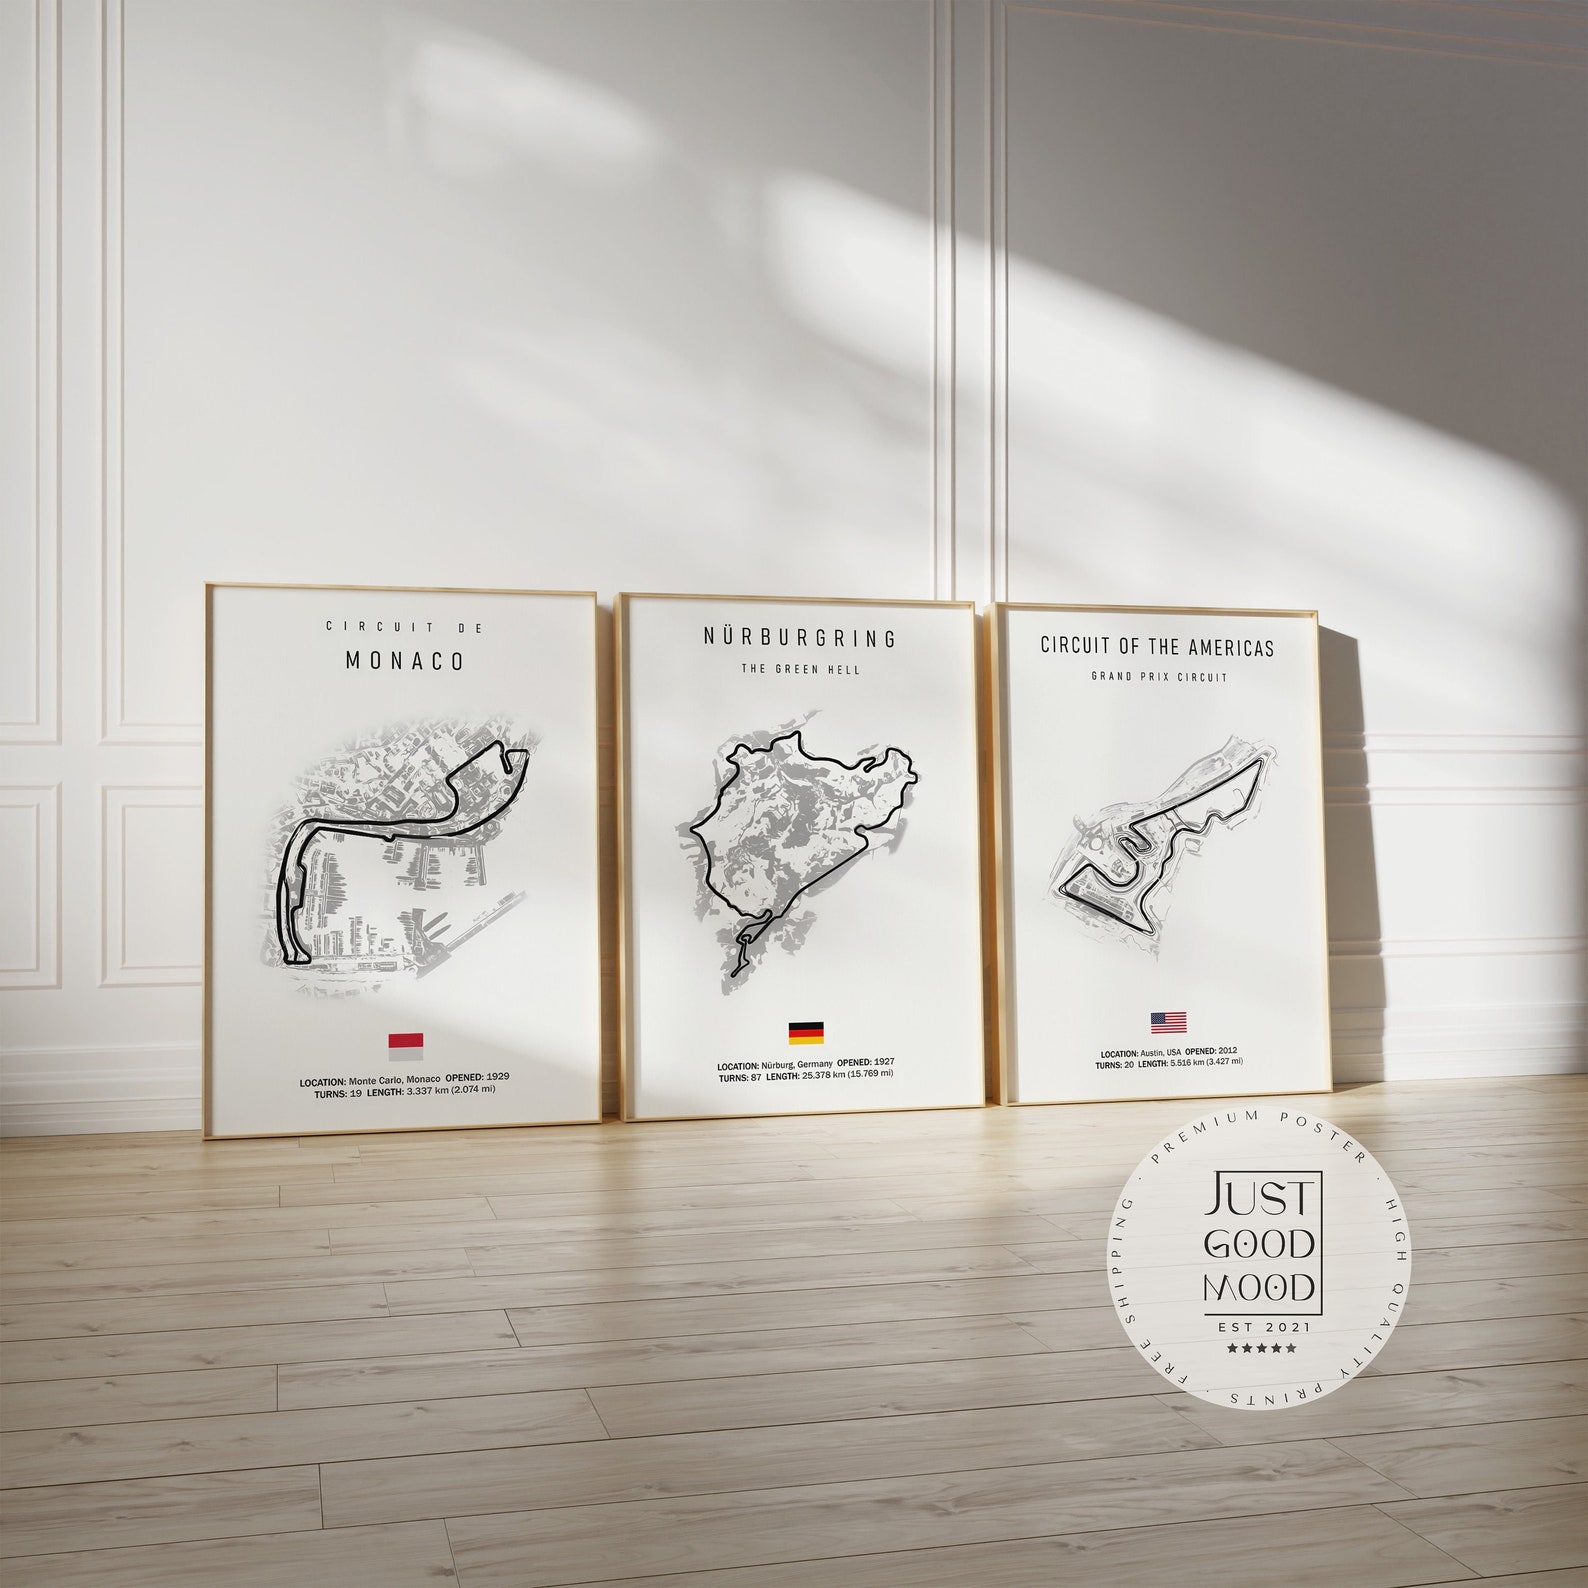 CIRCUIT DE
MONACO
LOCATION: Monte Carlo, Monaco OPENED: 1929
TURNS: 19 LENGTH: 3.337 km (2.074 mi)
NÜRBURGRING
THE GREEN HELL
LOCATION: Nürburg, Germany OPENED: 1927
TURNS: 87 LENGTH: 25.378 km (15.769 mi)
CIRCUIT OF THE AMERICAS
GRAND PRIX CIRCUIT
LOCATION: Austin, USA OPENED: 2012
TURNS: 20 LENGTH: 5.516 km (3.427 mi)
PREMIUM POSTER · HIGH QUALITY PRINTS · FREE SHIPPING ·
JUST
GOOD
MOOD
EST 2021